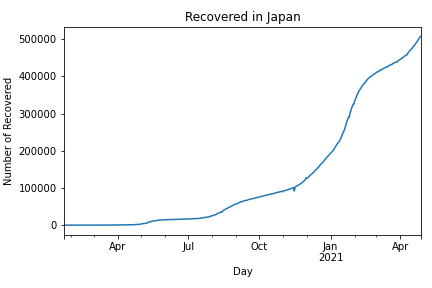 Recovered in Japan
Number of Recovered
500000
400000
300000
200000
100000
0
Apr Jul Oct Jan Apr
2021
Day